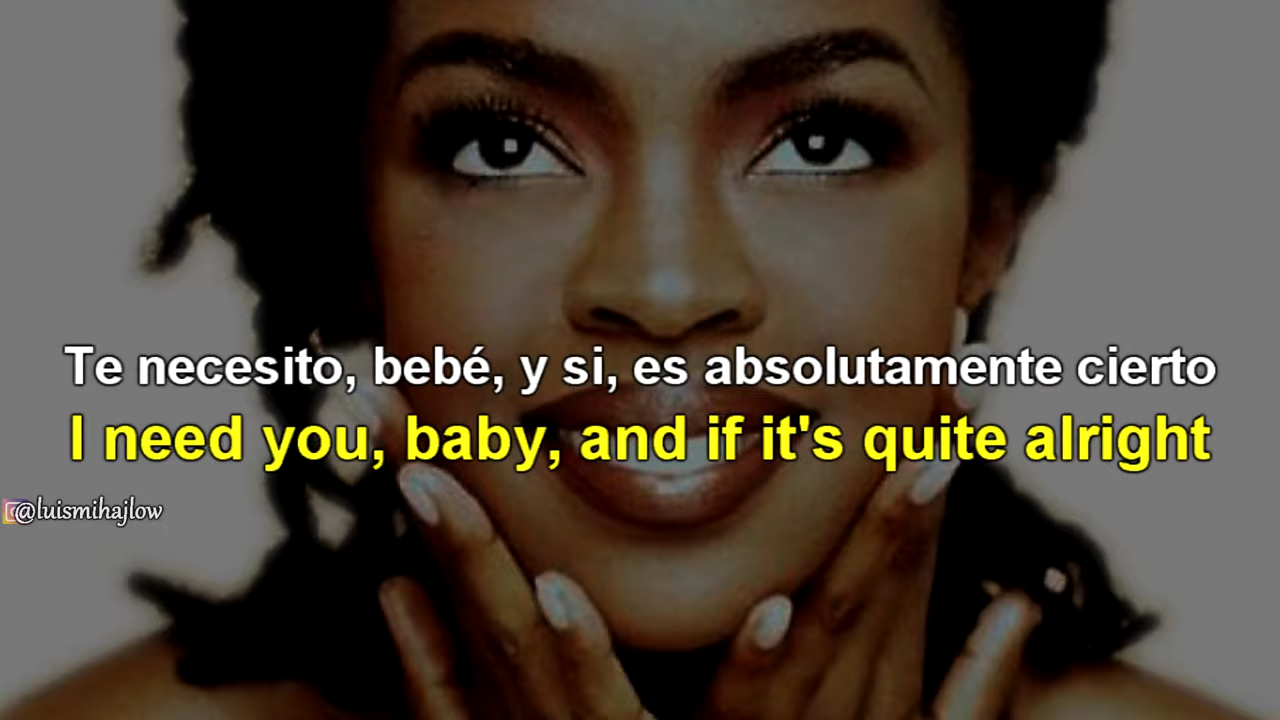 Te necesito, bebé, y si, es absolutamente cierto
I need you, baby, and if it's quite alright
@luismihajlow